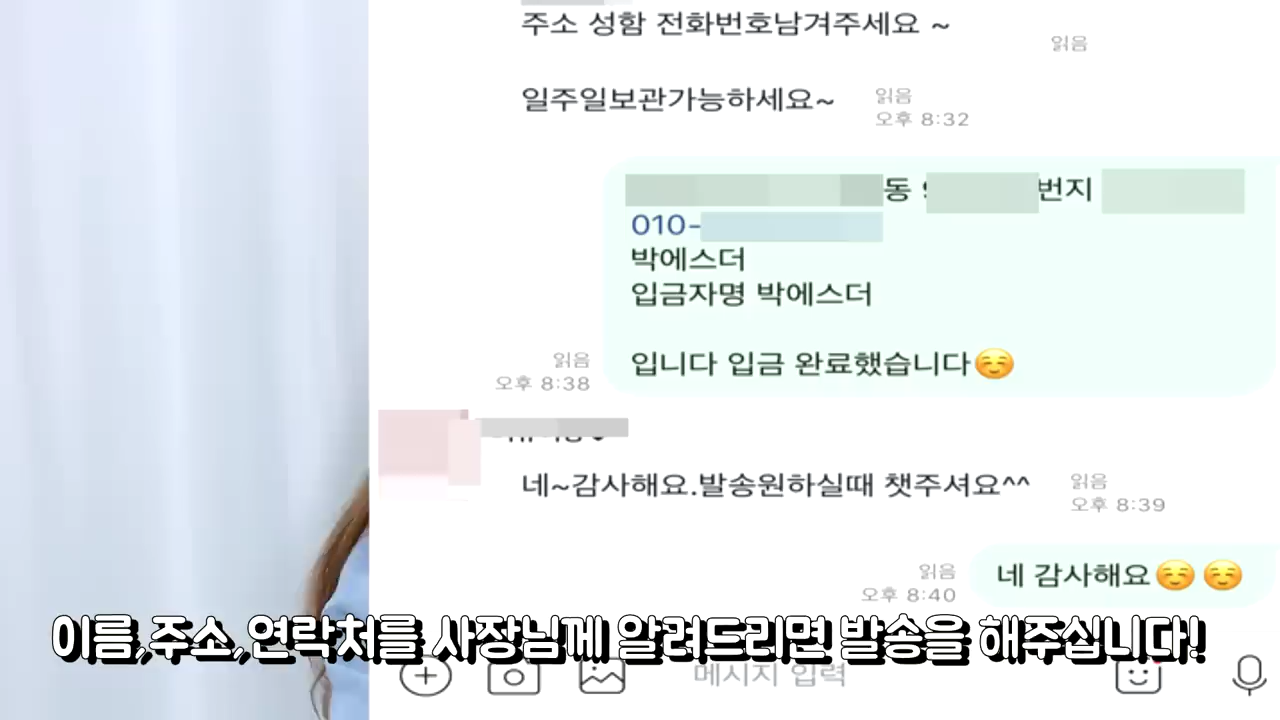 주소 성함 전화번호남겨주세요 ~
읽음
일주일보관가능하세요~
읽음
오후 8:32
동 번지
010-
박에스더
입금자명 박에스더
입니다 입금 완료했습니다☺️
읽음
오후 8:38
네~감사해요.발송원하실때 챗주셔요^^
읽음
오후 8:39
네 감사해요☺️☺️
읽음
오후 8:40
이름,주소,연락처를 사장님께 알려드리면 발송을 해주십니다!
메시지 입력